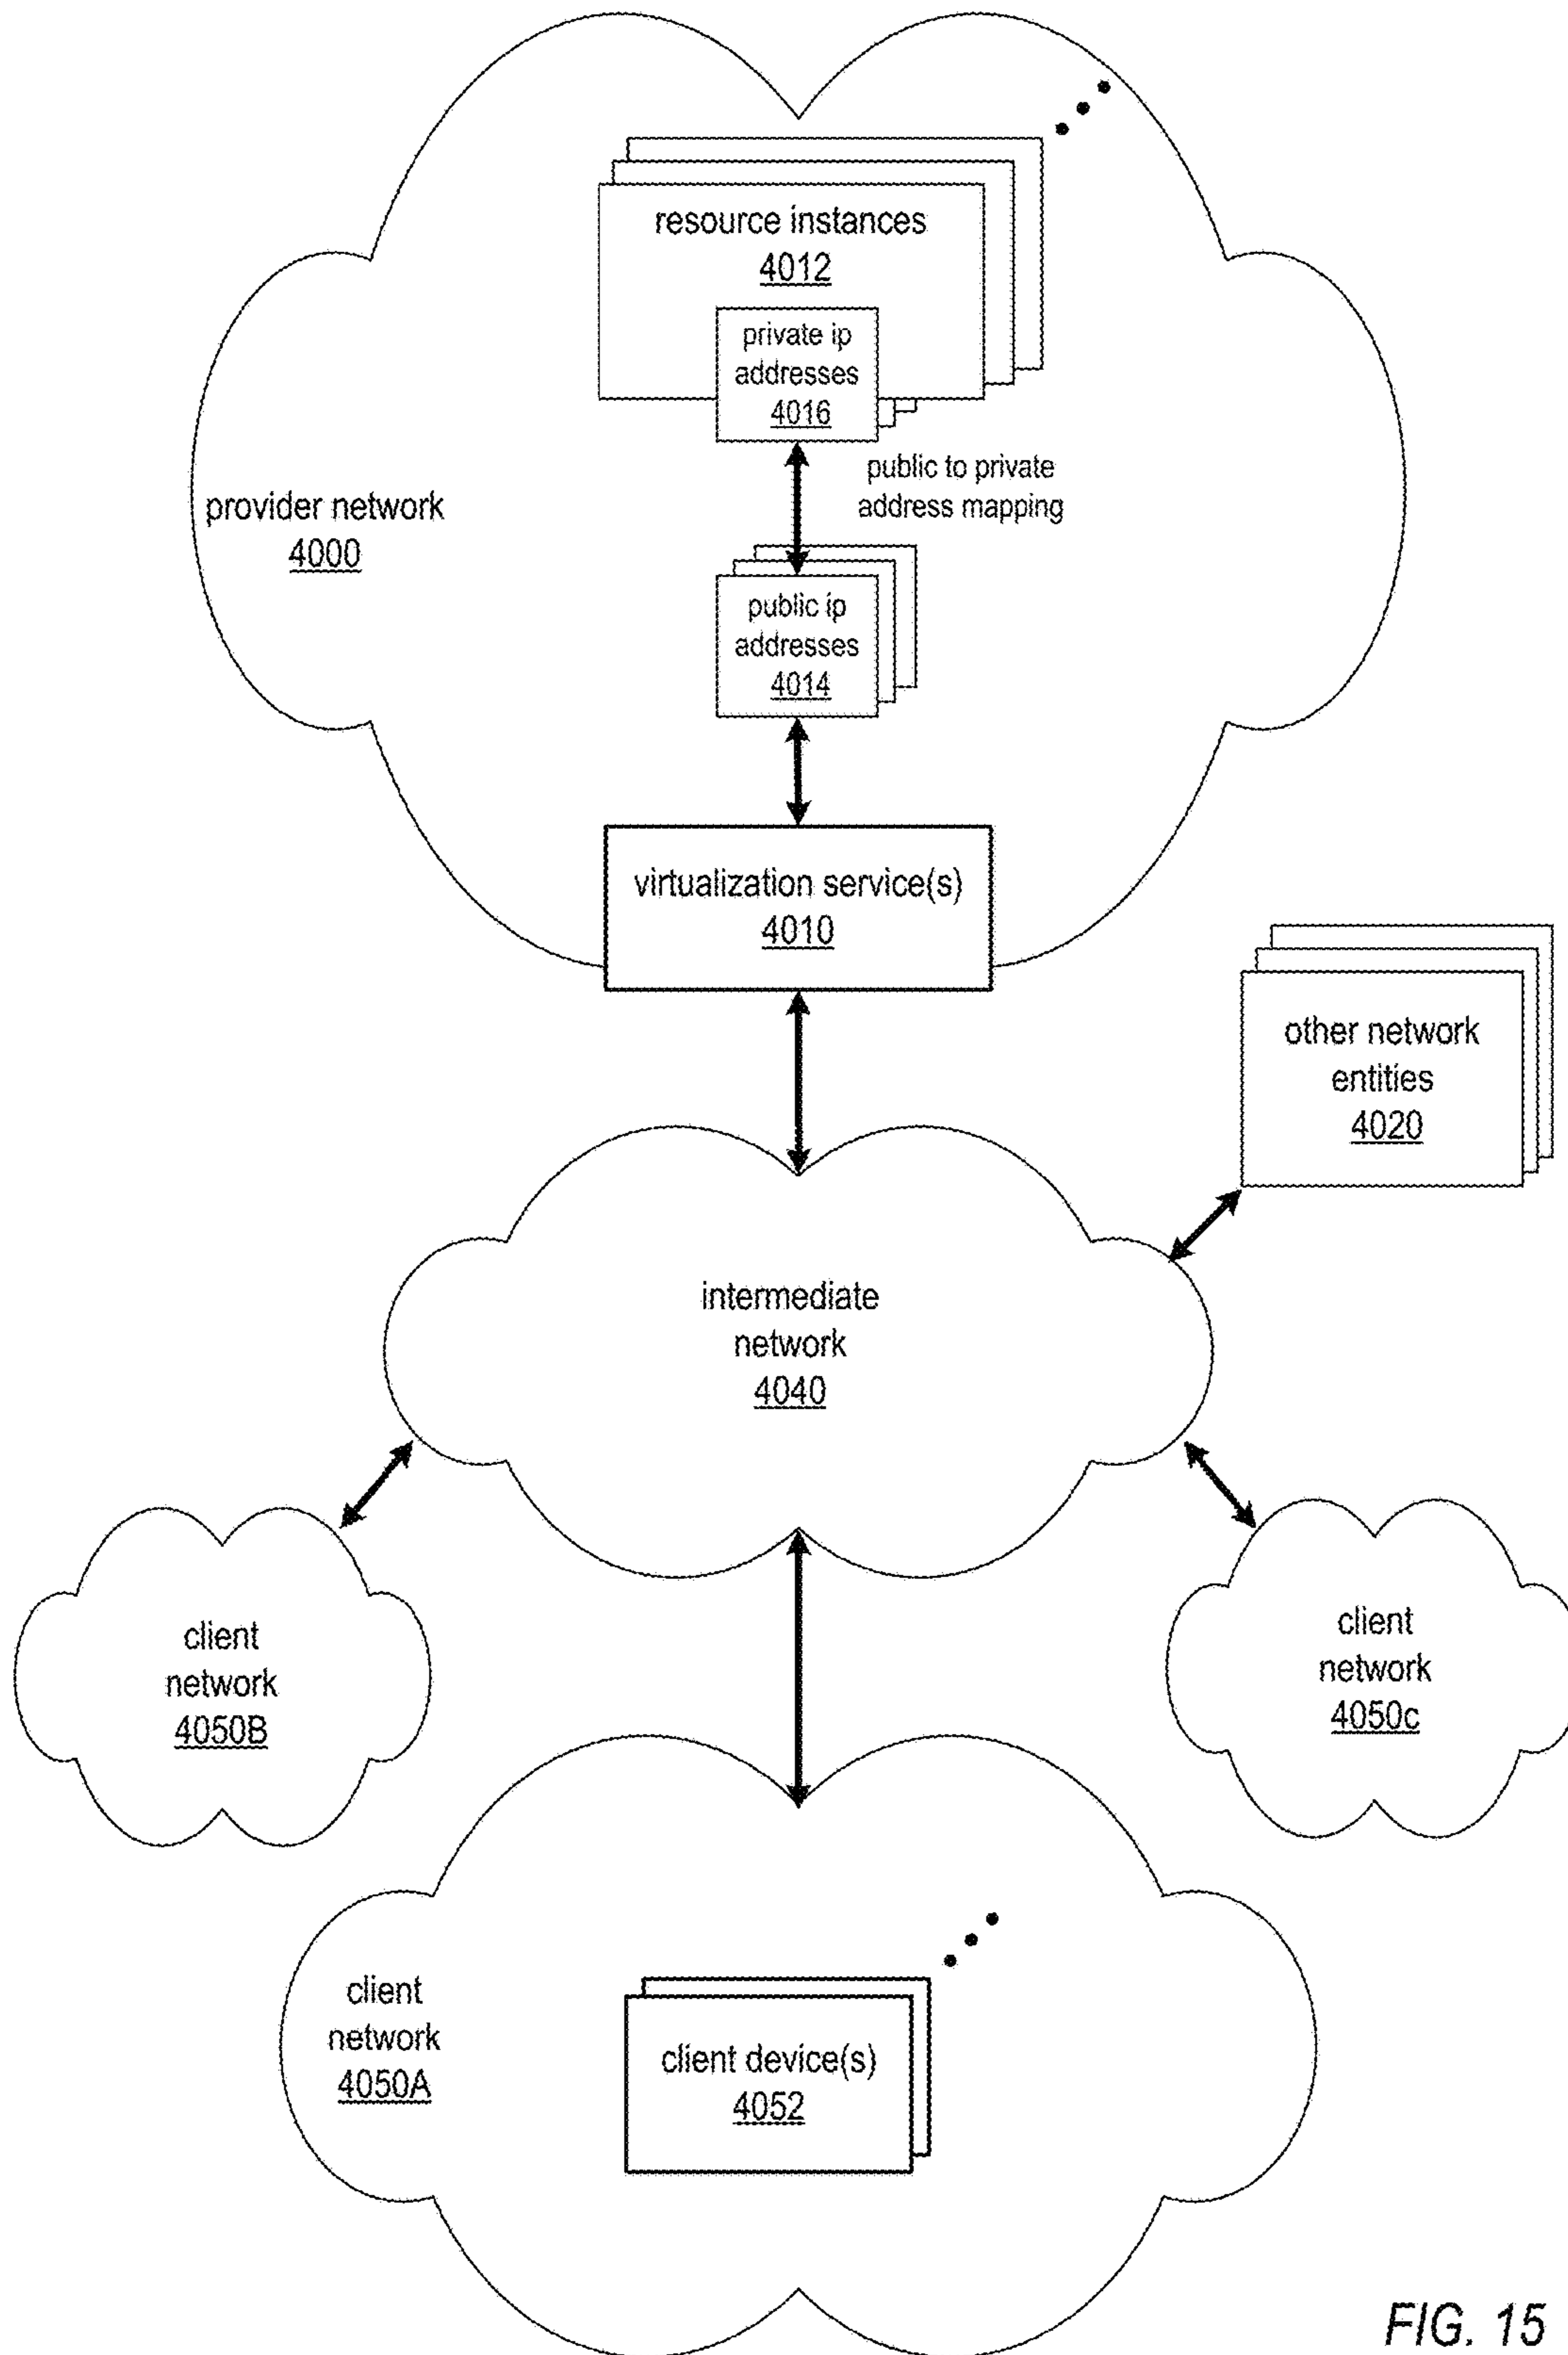 resource instances
4012
private ip
addresses
4016
public to private
address mapping
provider network
4000
public ip
addresses
4014
virtualization service(s)
4010
other network
entities
4020
intermediate
network
4040
client
network
4050B
client
network
4050c
client
network
4050A
client device(s)
4052
FIG. 15